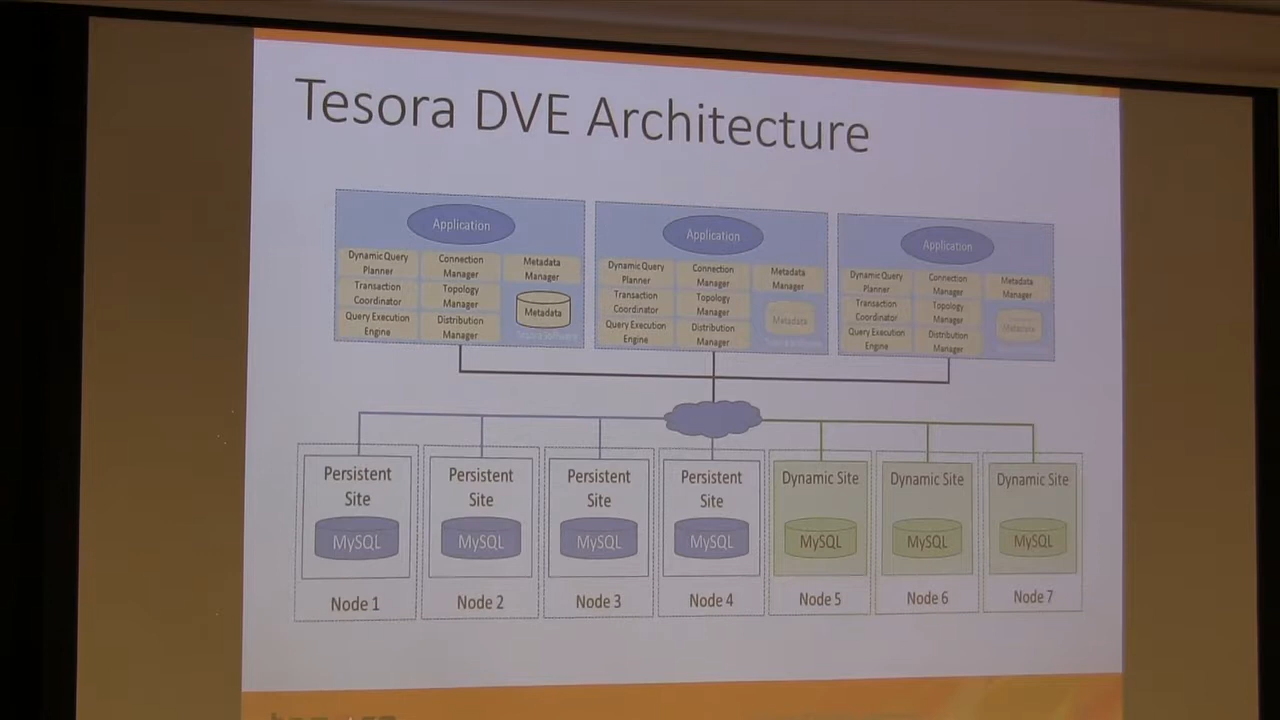 Tesora DVE Architecture
Application
Dynamic Query
Planner
Connection
Manager
Metadata
Manager
Transaction
Coordinator
Topology
Manager
Metadata
Query Execution
Engine
Distribution
Manager
Application
Dynamic Query
Planner
Connection
Manager
Metadata
Manager
Transaction
Coordinator
Topology
Manager
Metadata
Query Execution
Engine
Distribution
Manager
Application
Dynamic Query
Planner
Connection
Manager
Metadata
Manager
Transaction
Coordinator
Topology
Manager
Metadata
Query Execution
Engine
Distribution
Manager
Persistent
Site
MySQL
Node 1
Persistent
Site
MySQL
Node 2
Persistent
Site
MySQL
Node 3
Persistent
Site
MySQL
Node 4
Dynamic Site
MySQL
Node 5
Dynamic Site
MySQL
Node 6
Dynamic Site
MySQL
Node 7